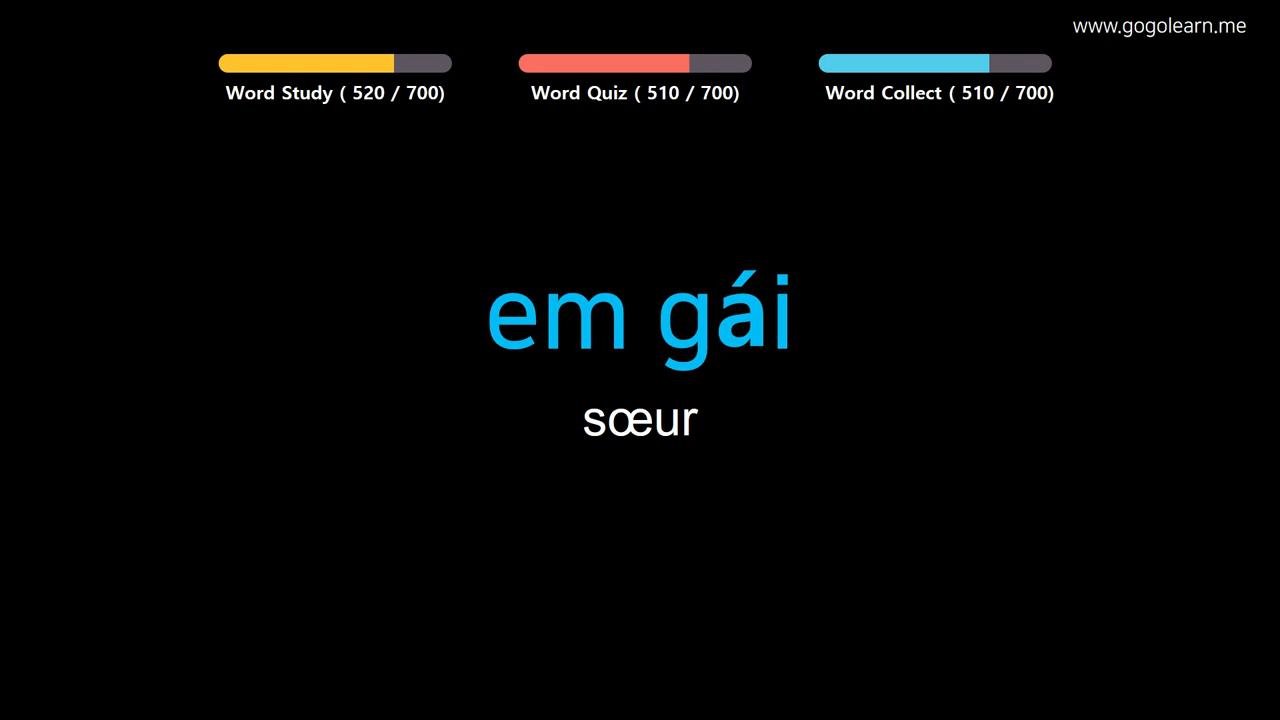 www.gogolearn.me
Word Study ( 520 / 700)
Word Quiz ( 510 / 700)
Word Collect ( 510 / 700)
em gái
sœur